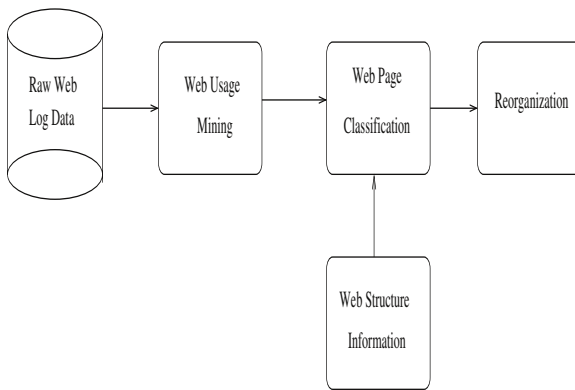 Raw Web
Log Data
Web Usage
Mining
Web Page
Classification
Reorganization
Web Structure
Information